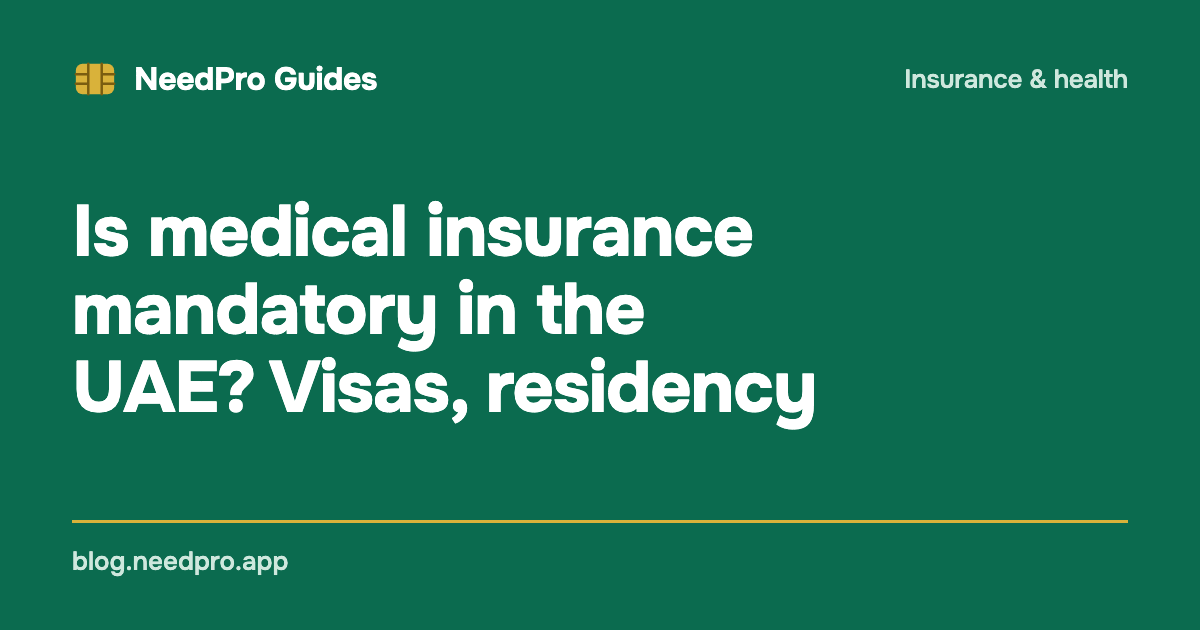 NeedPro Guides
Insurance & health
Is medical insurance
mandatory in the
UAE? Visas, residency
blog.needpro.app